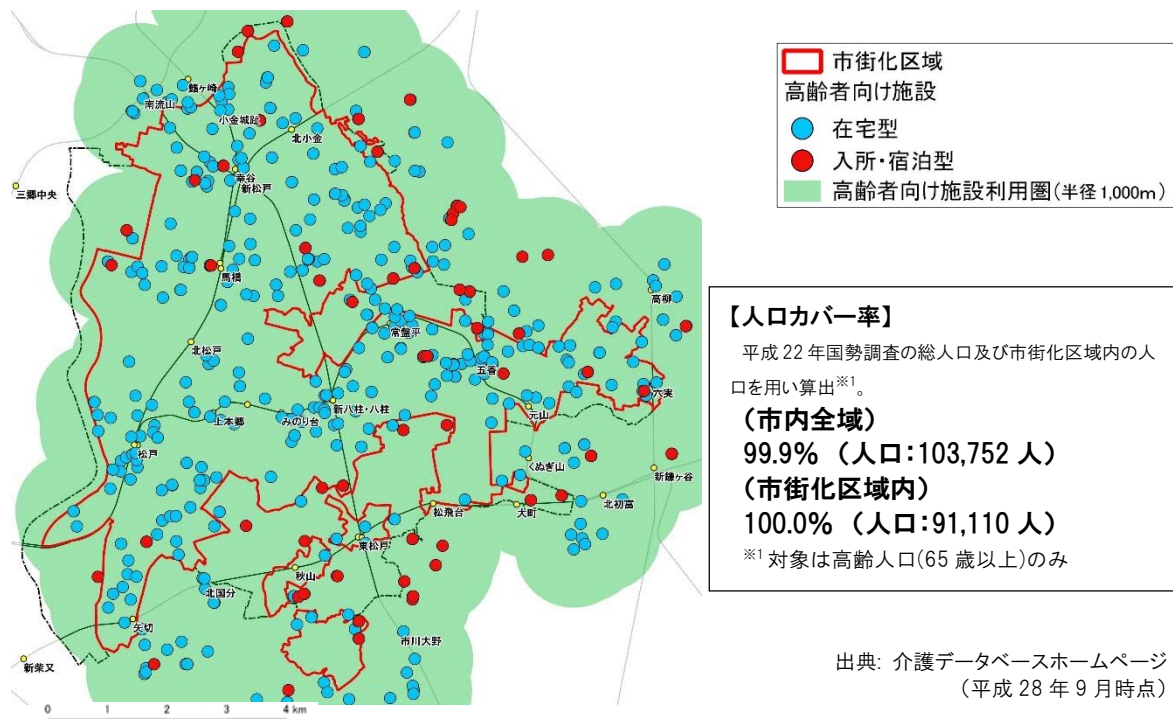 市街化区域
高齢者向け施設
在宅型
入所・宿泊型
高齢者向け施設利用圏(半径1,000m)
鰭ヶ崎
南流山
小金城趾
北小金
幸谷
新松戸
三郷中央
馬橋
高柳
常盤平
北松戸
五香
六実
新八柱・八柱
元山
上本郷
みのり台
松戸
くぬぎ山
新鎌ヶ谷
北初富
松飛台
大町
東松戸
秋山
北国分
矢切
市川大野
新柴又
0 1 2 3 4 km
【人口カバー率】
平成22年国勢調査の総人口及び市街化区域内の人
口を用い算出※1。
(市内全域)
99.9% (人口:103,752人)
(市街化区域内)
100.0% (人口:91,110人)
※1 対象は高齢人口(65歳以上)のみ
出典: 介護データベースホームページ
(平成28年9月時点)